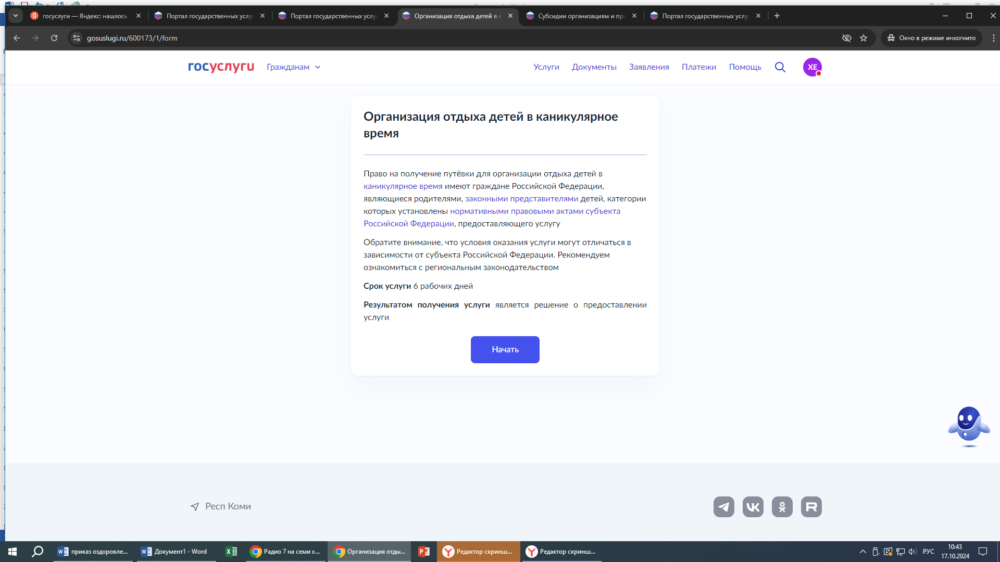 госуслуги — Яндекс: нашлось
Портал государственных услуг
Портал государственных услуг
Организация отдыха детей в к
Субсидии организациям и пре
Портал государственных услуг
gosuslugi.ru/600173/1/form
Окно в режиме инкогнито
госуслуги
Гражданам
Услуги
Документы
Заявления
Платежи
Помощь
ХЕ
Организация отдыха детей в каникулярное
время
Право на получение путёвки для организации отдыха детей в
каникулярное время имеют граждане Российской Федерации,
являющиеся родителями, законными представителями детей, категории
которых установлены нормативными правовыми актами субъекта
Российской Федерации, предоставляющего услугу
Обратите внимание, что условия оказания услуги могут отличаться в
зависимости от субъекта Российской Федерации. Рекомендуем
ознакомиться с региональным законодательством
Срок услуги 6 рабочих дней
Результатом получения услуги является решение о предоставлении
услуги
Начать
Респ Коми
приказ оздоровле...
Документ1 - Word
Радио 7 на семи х...
Организация отды...
Редактор скринш...
Редактор скринш...
РУС
10:43
17.10.2024